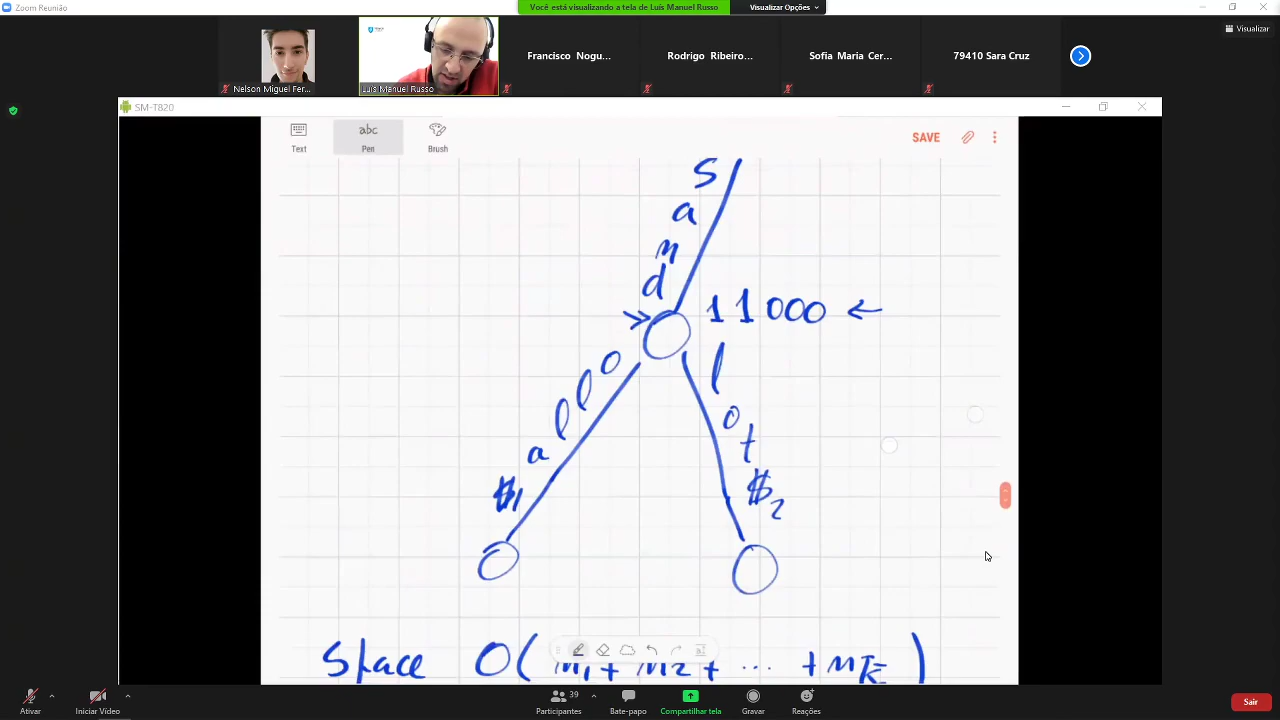 Zoom Reunião
Você está visualizando a tela de Luís Manuel Russo
Visualizar Opções
Visualizar
Nelson Miguel Fer...
Luís Manuel Russo
Francisco Nogu...
Rodrigo Ribeiro...
Sofia Maria Cer...
79410 Sara Cruz
SM-T820
Text
abc
Pen
Brush
SAVE
s
a
n
d
11000 ←
o
l
l
a
$1
l
o
t
$2
Space O( m1 + m2 + ... + mk )
Ativar
Iniciar Vídeo
39
Participantes
Bate-papo
Compartilhar tela
Gravar
Reações
Sair